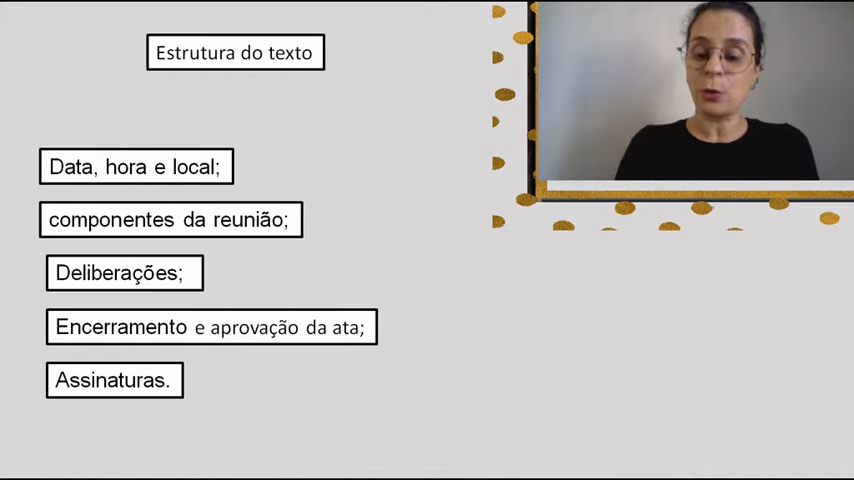 Estrutura do texto
Data, hora e local;
componentes da reunião;
Deliberações;
Encerramento e aprovação da ata;
Assinaturas.